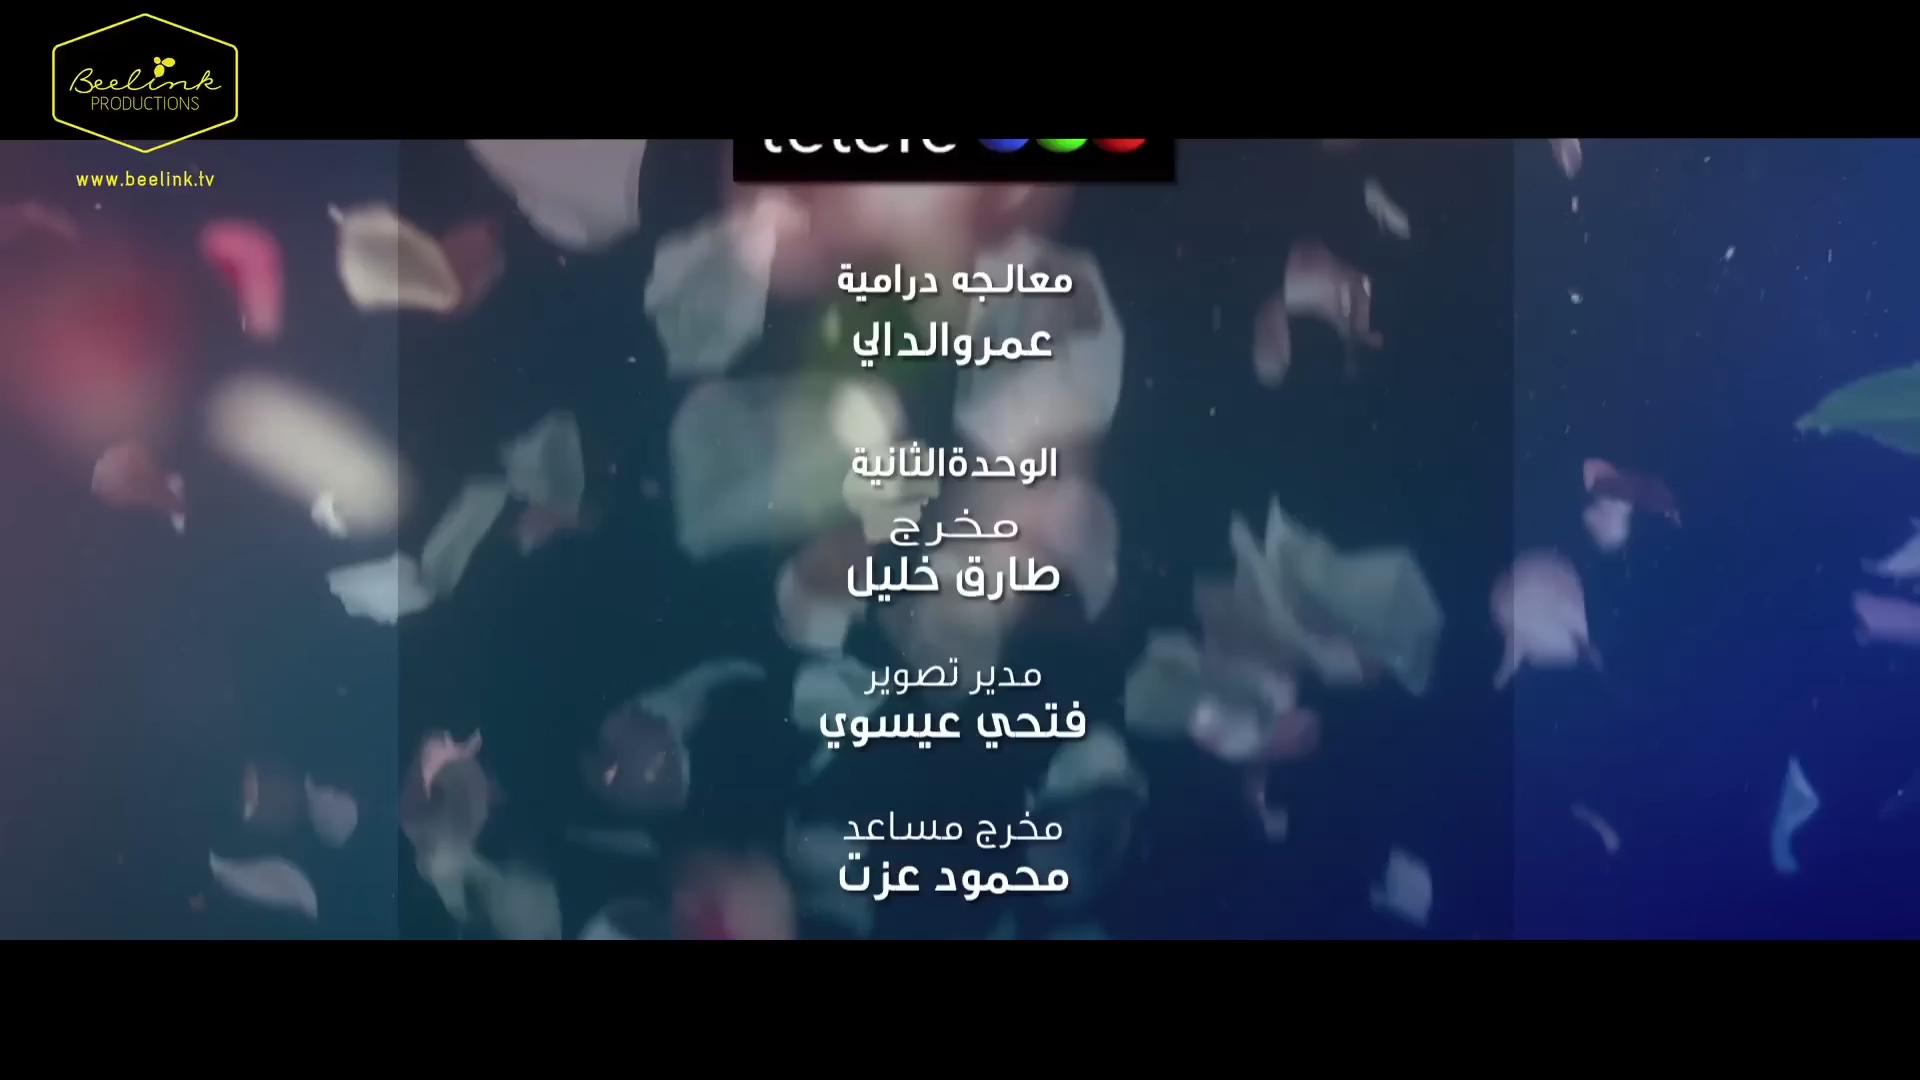 Beelink
PRODUCTIONS
www.beelink.tv
معالجه درامية
عمروالدالي
الوحدةالثانية
مخرج
طارق خليل
مدير تصوير
فتحي عيسوي
مخرج مساعد
محمود عزت